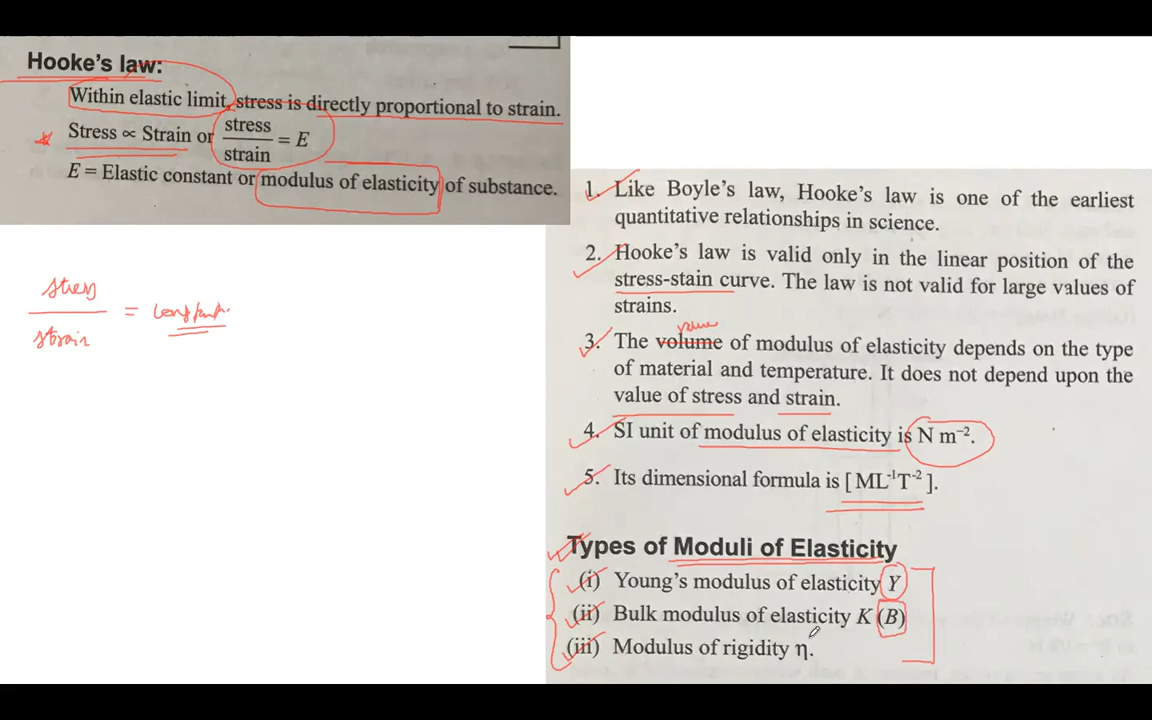 Hooke's law:
Within elastic limit, stress is directly proportional to strain.
Stress ∝ Strain or stress/strain = E
E = Elastic constant or modulus of elasticity of substance.
stress/strain = constant
1. Like Boyle's law, Hooke's law is one of the earliest
quantitative relationships in science.
2. Hooke's law is valid only in the linear position of the
stress-stain curve. The law is not valid for large values of
strains.
value
3. The volume of modulus of elasticity depends on the type
of material and temperature. It does not depend upon the
value of stress and strain.
4. SI unit of modulus of elasticity is N m⁻².
5. Its dimensional formula is [ ML⁻¹T⁻² ].
Types of Moduli of Elasticity
(i) Young's modulus of elasticity Y
(ii) Bulk modulus of elasticity K (B)
(iii) Modulus of rigidity η.